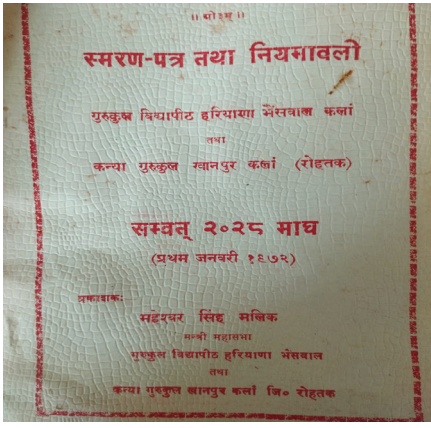 ॥ ओ३म् ॥
स्मरण-पत्र तथा नियमावली
गुरुकुल विद्यापीठ हरियाणा भैंसवाल कलां
तथा
कन्या गुरुकुल खानपुर कलां (रोहतक)
सम्वत् २०२८ माघ
(प्रथम जनवरी १९७२)
प्रकाशक:
महेश्वर सिंह मलिक
मन्त्री महासभा
गुरुकुल विद्यापीठ हरियाणा भैंसवाल
तथा
कन्या गुरुकुल खानपुर कलां जि० रोहतक